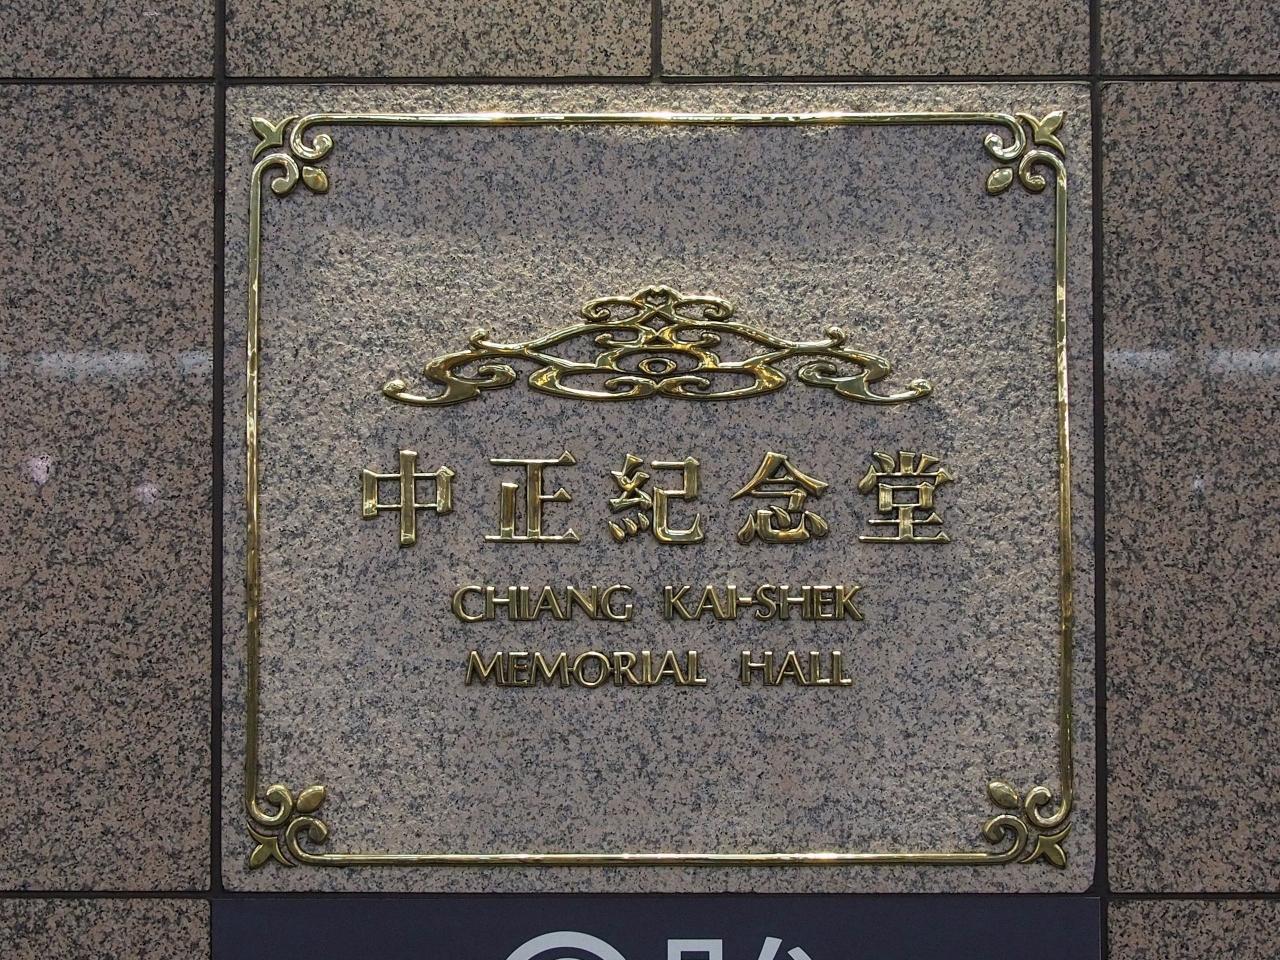 中正紀念堂
CHIANG KAI-SHEK
MEMORIAL HALL